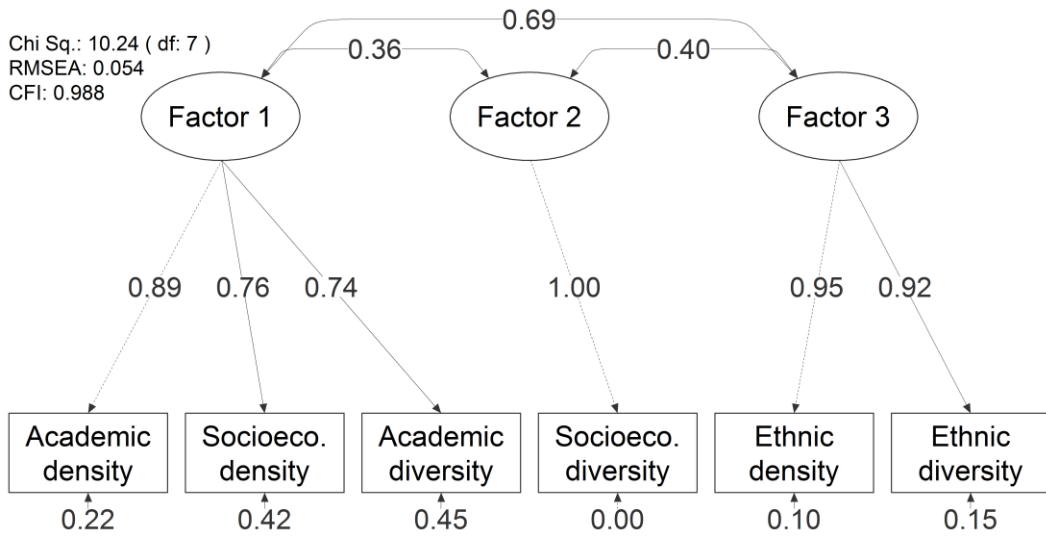 0.69
Chi Sq.: 10.24 ( df: 7 )
0.36
0.40
RMSEA: 0.054
CFI: 0.988
Factor 1
Factor 2
Factor 3
0.89
0.76
0.74
1.00
0.95
0.92
Academic
density
Socioeco.
density
Academic
diversity
Socioeco.
diversity
Ethnic
density
Ethnic
diversity
0.22
0.42
0.45
0.00
0.10
0.15